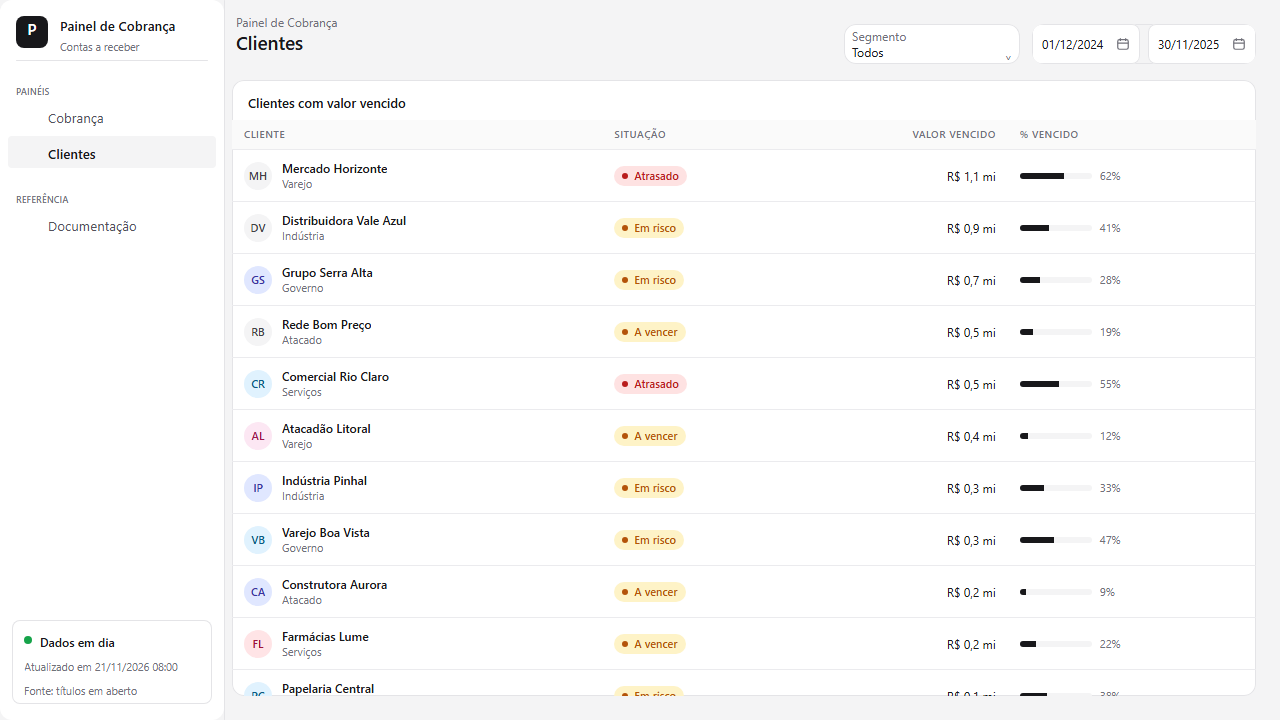 P
Painel de Cobrança
Contas a receber
PAINÉIS
Cobrança
Clientes
REFERÊNCIA
Documentação
Dados em dia
Atualizado em 21/11/2026 08:00
Fonte: títulos em aberto
Painel de Cobrança
Clientes
Segmento
Todos
01/12/2024
30/11/2025
Clientes com valor vencido
CLIENTE SITUAÇÃO VALOR VENCIDO % VENCIDO
MH Mercado Horizonte Atrasado R$ 1,1 mi 62%
Varejo
DV Distribuidora Vale Azul Em risco R$ 0,9 mi 41%
Indústria
GS Grupo Serra Alta Em risco R$ 0,7 mi 28%
Governo
RB Rede Bom Preço A vencer R$ 0,5 mi 19%
Atacado
CR Comercial Rio Claro Atrasado R$ 0,5 mi 55%
Serviços
AL Atacadão Litoral A vencer R$ 0,4 mi 12%
Varejo
IP Indústria Pinhal Em risco R$ 0,3 mi 33%
Indústria
VB Varejo Boa Vista Em risco R$ 0,3 mi 47%
Governo
CA Construtora Aurora A vencer R$ 0,2 mi 9%
Atacado
FL Farmácias Lume A vencer R$ 0,2 mi 22%
Serviços
Papelaria Central